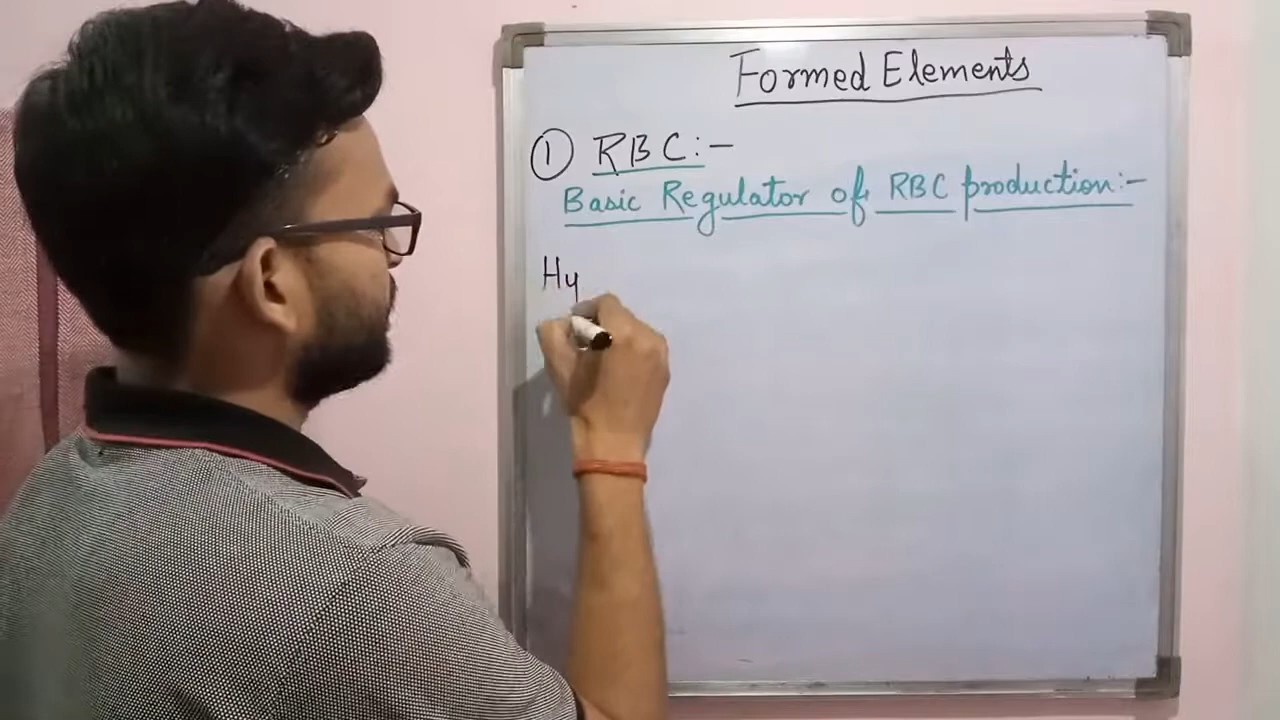 Formed Elements
① RBC:-
Basic Regulator of RBC production:-
Hy